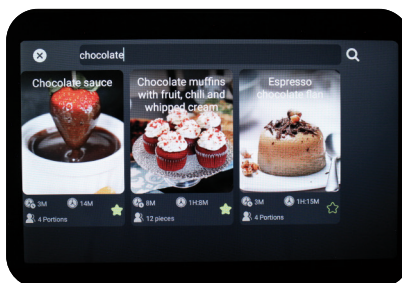 chocolate
Chocolate sauce
3M 14M
4 Portions
Chocolate muffins
with fruit, chili and
whipped cream
8M 1H:8M
12 pieces
Espresso
chocolate flan
3M 1H:15M
4 Portions